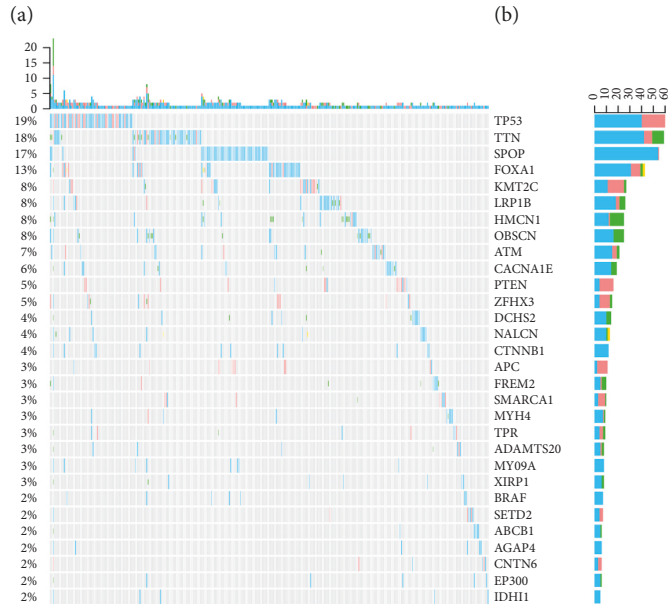 (a)
(b)
20
15
10
5
0
0 10 20 30 40 50 60
19% TP53
18% TTN
17% SPOP
13% FOXA1
8% KMT2C
8% LRP1B
8% HMCN1
8% OBSCN
7% ATM
6% CACNA1E
5% PTEN
5% ZFHX3
4% DCHS2
4% NALCN
4% CTNNB1
3% APC
3% FREM2
3% SMARCA1
3% MYH4
3% TPR
3% ADAMTS20
3% MY09A
3% XIRP1
2% BRAF
2% SETD2
2% ABCB1
2% AGAP4
2% CNTN6
2% EP300
2% IDHI1